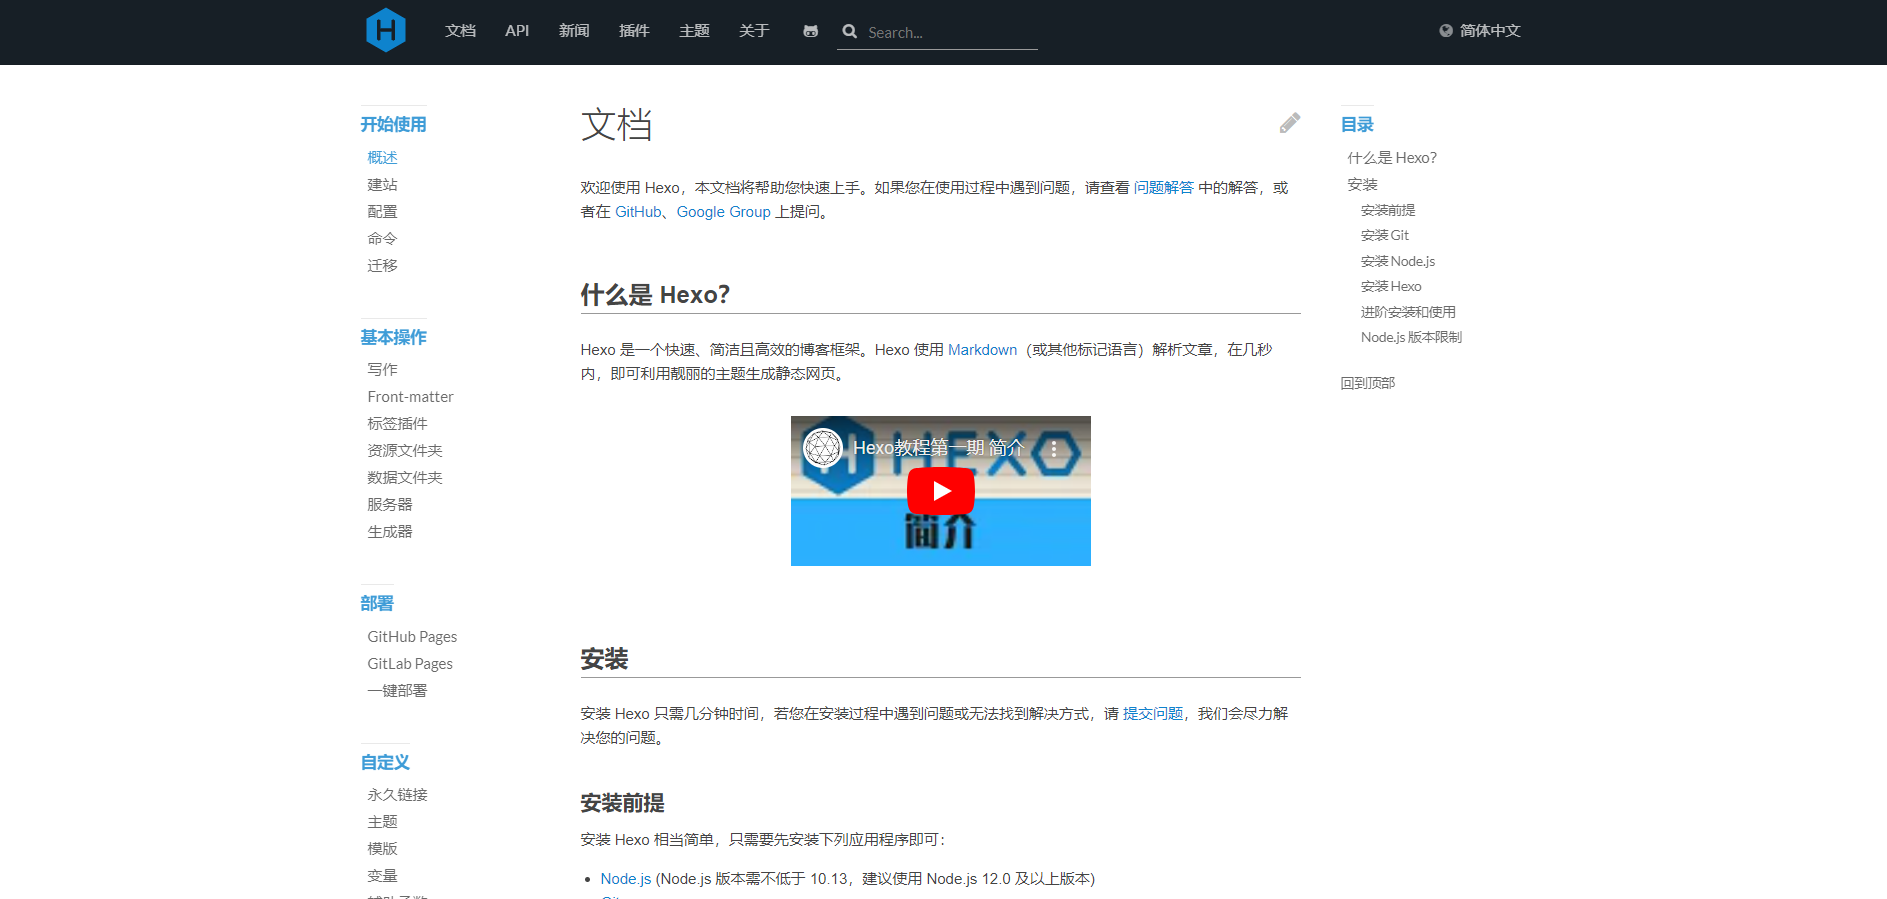 文档
API
新闻
插件
主题
关于
Search...
简体中文
开始使用
概述
建站
配置
命令
迁移
基本操作
写作
Front-matter
标签插件
资源文件夹
数据文件夹
服务器
生成器
部署
GitHub Pages
GitLab Pages
一键部署
自定义
永久链接
主题
模版
变量
文档
欢迎使用 Hexo，本文档将帮助您快速上手。如果您在使用过程中遇到问题，请查看 问题解答 中的解答，或
者在 GitHub、Google Group 上提问。
什么是 Hexo？
Hexo 是一个快速、简洁且高效的博客框架。Hexo 使用 Markdown（或其他标记语言）解析文章，在几秒
内，即可利用靓丽的主题生成静态网页。
HEXO
Hexo教程第一期 简介
简介
安装
安装 Hexo 只需几分钟时间，若您在安装过程中遇到问题或无法找到解决方式，请 提交问题，我们会尽力解
决您的问题。
安装前提
安装 Hexo 相当简单，只需要先安装下列应用程序即可：
Node.js (Node.js 版本需不低于 10.13，建议使用 Node.js 12.0 及以上版本)
目录
什么是 Hexo？
安装
安装前提
安装 Git
安装 Node.js
安装 Hexo
进阶安装和使用
Node.js 版本限制
回到顶部